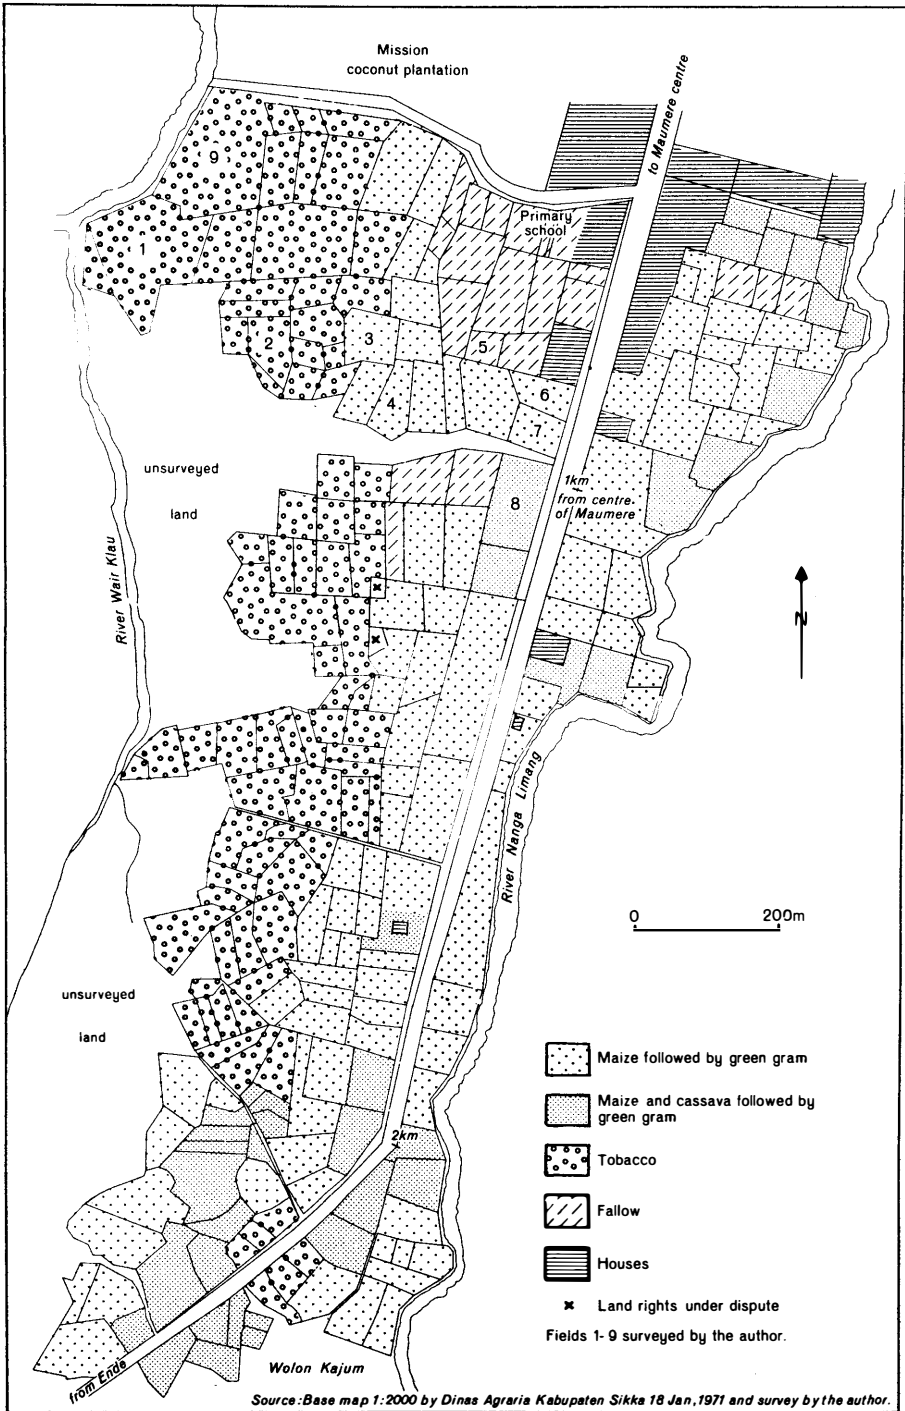 Mission
coconut plantation
to Maumere centre
9
Primary
school
1
2
3
5
4
6
7
unsurveyed
land
1km
from centre
of Maumere
8
River Wair Klau
N
River Nanga Limang
0 200m
unsurveyed
land
Maize followed by green gram
Maize and cassava followed by
green gram
2km
Tobacco
Fallow
Houses
Land rights under dispute
Fields 1-9 surveyed by the author.
from Ende
Wolon Kajum
Source: Base map 1:2000 by Dinas Agraria Kabupaten Sikka 18 Jan, 1971 and survey by the author.